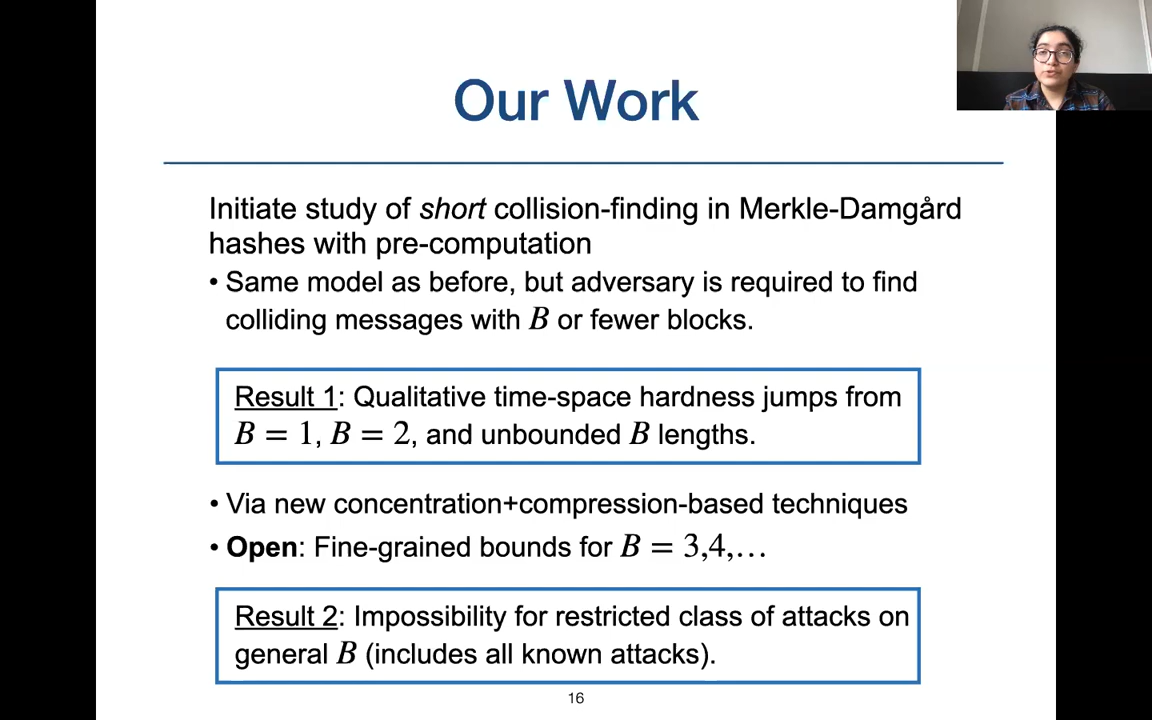 Our Work
Initiate study of short collision-finding in Merkle-Damgård
hashes with pre-computation
• Same model as before, but adversary is required to find
colliding messages with B or fewer blocks.
Result 1: Qualitative time-space hardness jumps from
B = 1, B = 2, and unbounded B lengths.
• Via new concentration+compression-based techniques
• Open: Fine-grained bounds for B = 3,4,…
Result 2: Impossibility for restricted class of attacks on
general B (includes all known attacks).
16